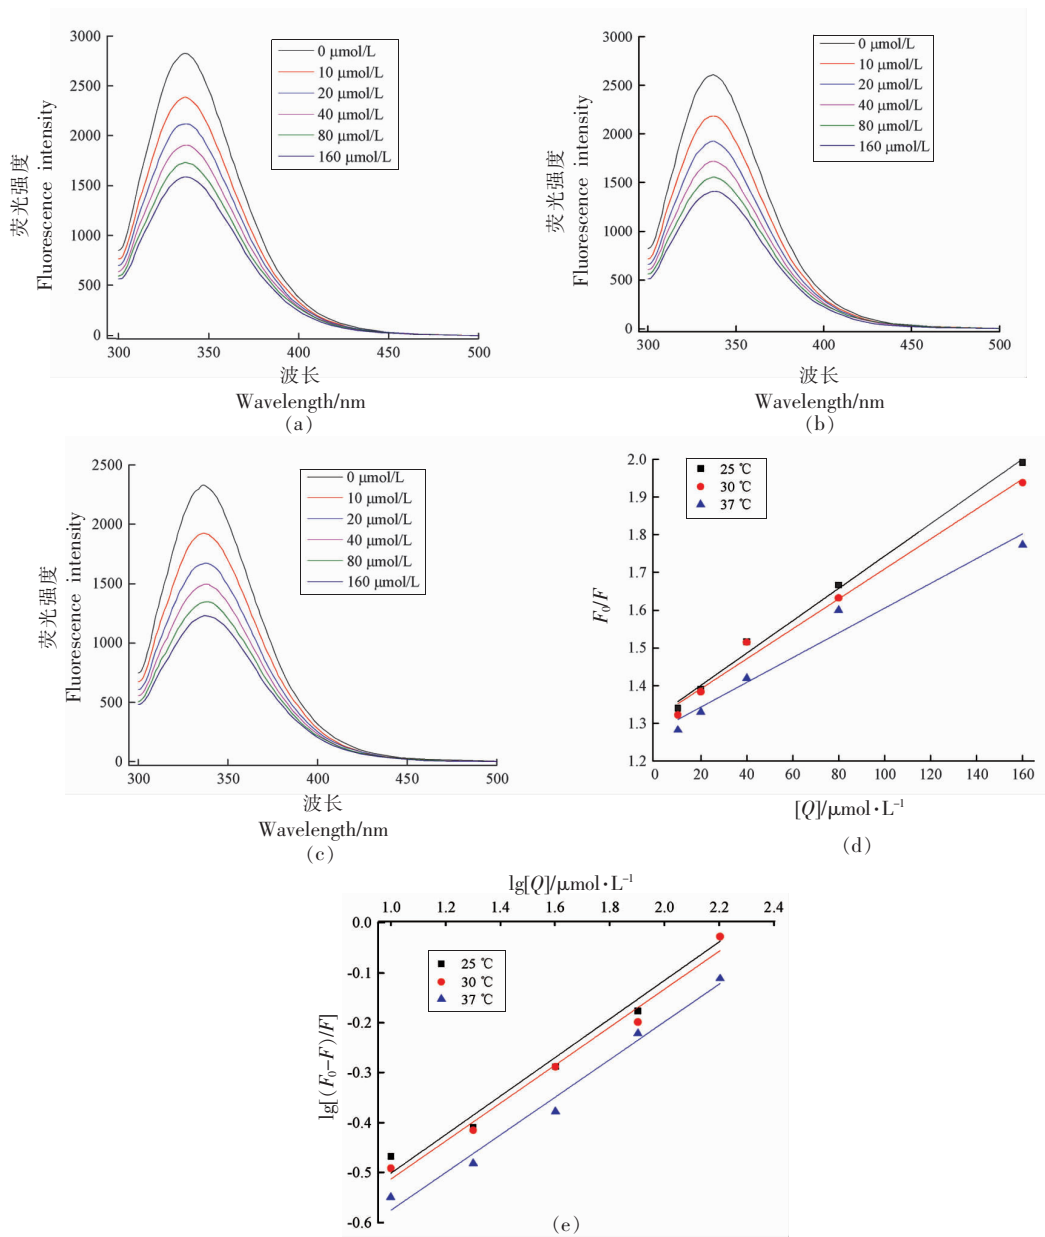 3000
2500
2000
1500
1000
500
0
300
350
400
450
500
荧光强度
Fluorescence intensity
0 μmol/L
10 μmol/L
20 μmol/L
40 μmol/L
80 μmol/L
160 μmol/L
波长
Wavelength/nm
(a)
3000
2500
2000
1500
1000
500
0
300
350
400
450
500
荧光强度
Fluorescence intensity
0 μmol/L
10 μmol/L
20 μmol/L
40 μmol/L
80 μmol/L
160 μmol/L
波长
Wavelength/nm
(b)
2500
2000
1500
1000
500
0
300
350
400
450
500
荧光强度
Fluorescence intensity
0 μmol/L
10 μmol/L
20 μmol/L
40 μmol/L
80 μmol/L
160 μmol/L
波长
Wavelength/nm
(c)
2.0
1.9
1.8
1.7
1.6
1.5
1.4
1.3
1.2
0
20
40
60
80
100
120
140
160
F₀/F
25 ℃
30 ℃
37 ℃
[Q]/μmol·L⁻¹
(d)
lg[Q]/μmol·L⁻¹
1.0
1.2
1.4
1.6
1.8
2.0
2.2
2.4
0.0
-0.1
-0.2
-0.3
-0.4
-0.5
-0.6
lg[(F₀-F)/F]
25 ℃
30 ℃
37 ℃
(e)